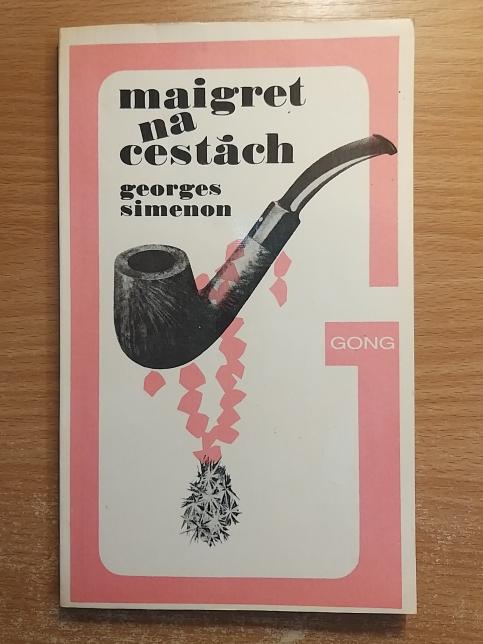 maigret
na
cestách
georges
simenon
GONG